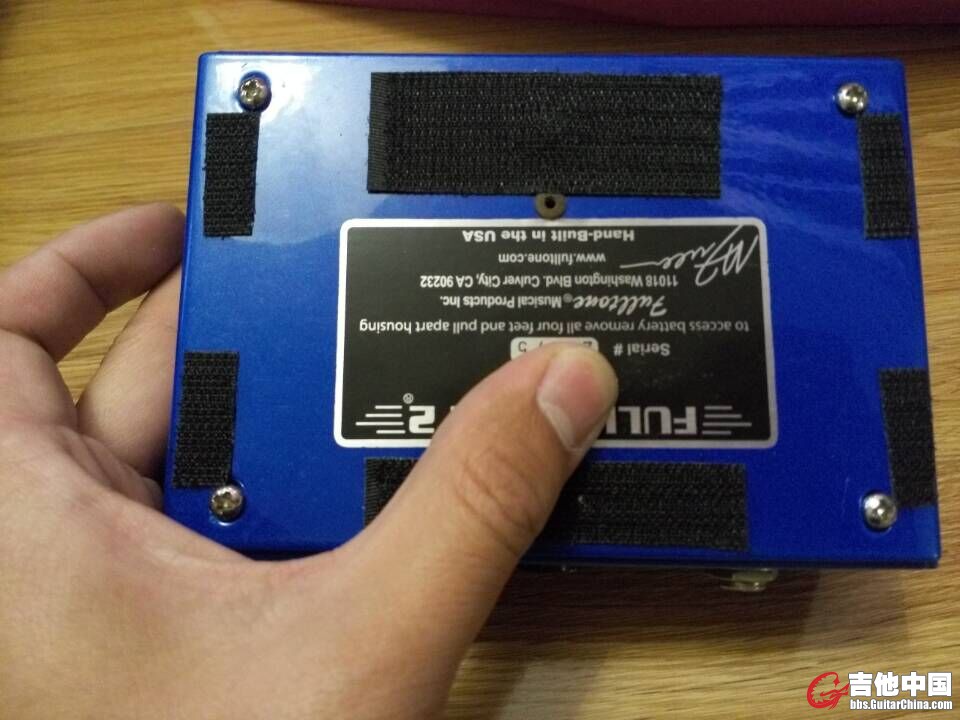 FUL 2®
Serial # 5
to access battery remove all four feet and pull apart housing
Fulltone® Musical Products Inc.
11018 Washington Blvd. Culver City, CA 90232
www.fulltone.com
Hand-Built in the USA
吉他中国
bbs.GuitarChina.com